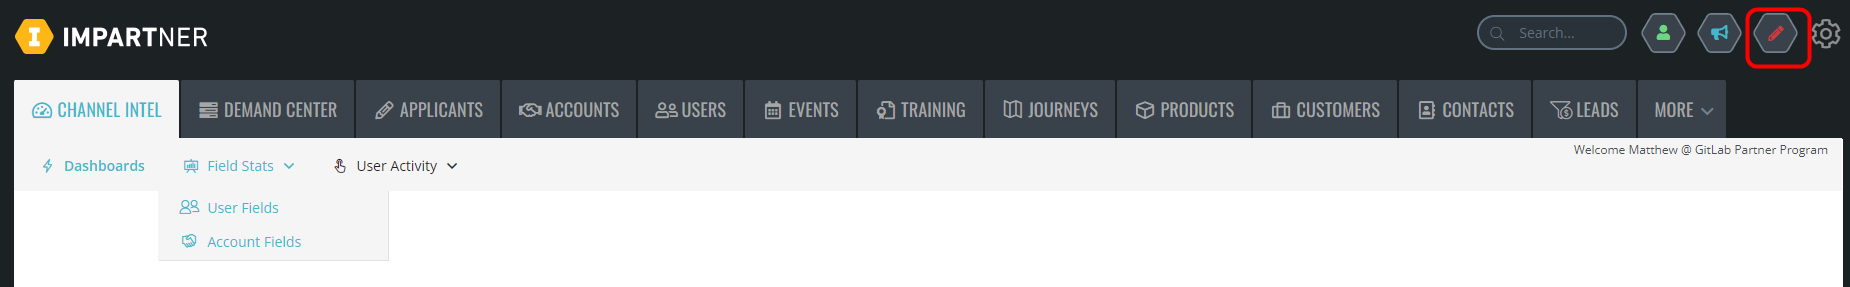 IMPARTNER
Search...
CHANNEL INTEL DEMAND CENTER APPLICANTS ACCOUNTS USERS EVENTS TRAINING JOURNEYS PRODUCTS CUSTOMERS CONTACTS LEADS MORE
Welcome Matthew @ GitLab Partner Program
Dashboards Field Stats User Activity
User Fields
Account Fields